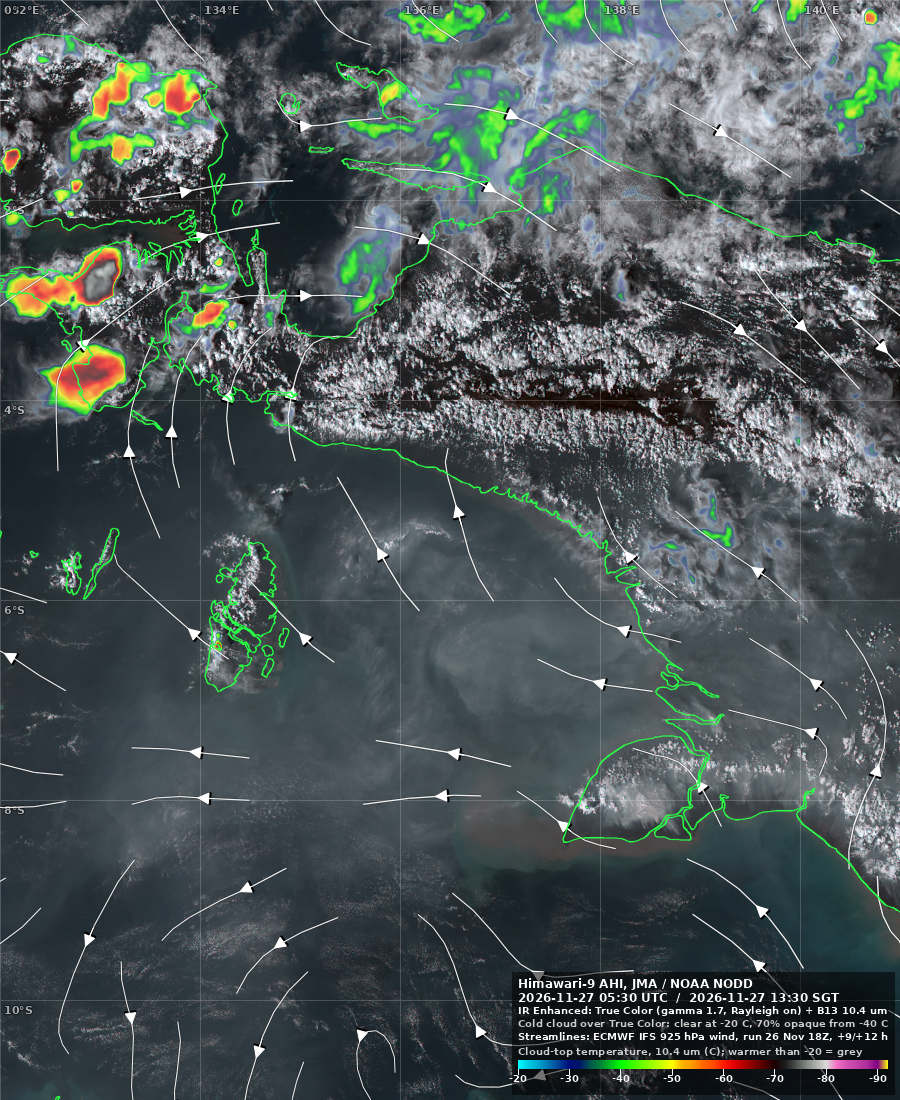 032°E 134°E 136°E 138°E 140°E
2°S
4°S
6°S
8°S
10°S
Himawari-9 AHI, JMA / NOAA NODD
2026-11-27 05:30 UTC / 2026-11-27 13:30 SGT
IR Enhanced: True Color (gamma 1.7, Rayleigh on) + B13 10.4 um
Cold cloud over True Color: clear at -20 C, 70% opaque from -40 C
Streamlines: ECMWF IFS 925 hPa wind, run 26 Nov 18Z, +9/+12 h
Cloud-top temperature, 10.4 um (C); warmer than -20 = grey
-20 -30 -40 -50 -60 -70 -80 -90